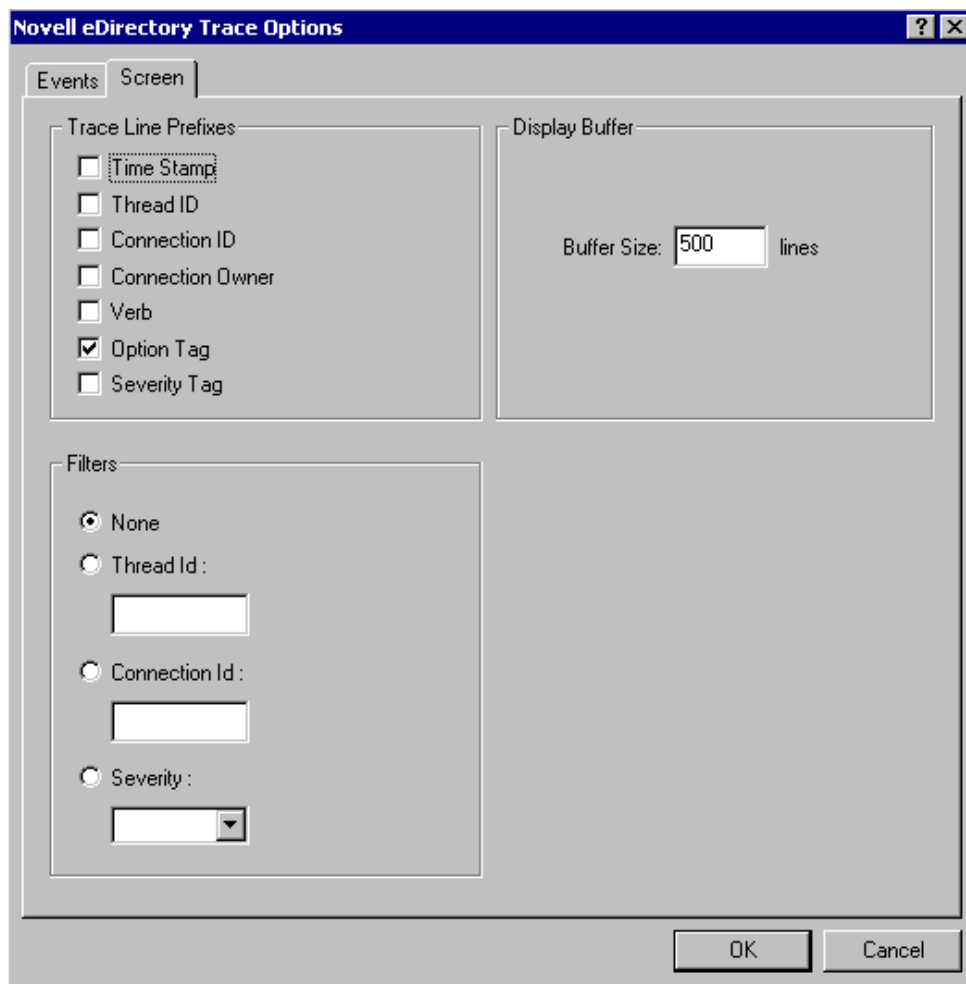 Novell eDirectory Trace Options
Events
Screen
Trace Line Prefixes
Time Stamp
Thread ID
Connection ID
Connection Owner
Verb
Option Tag
Severity Tag
Display Buffer
Buffer Size: 500 lines
Filters
None
Thread Id :
Connection Id :
Severity :
OK
Cancel